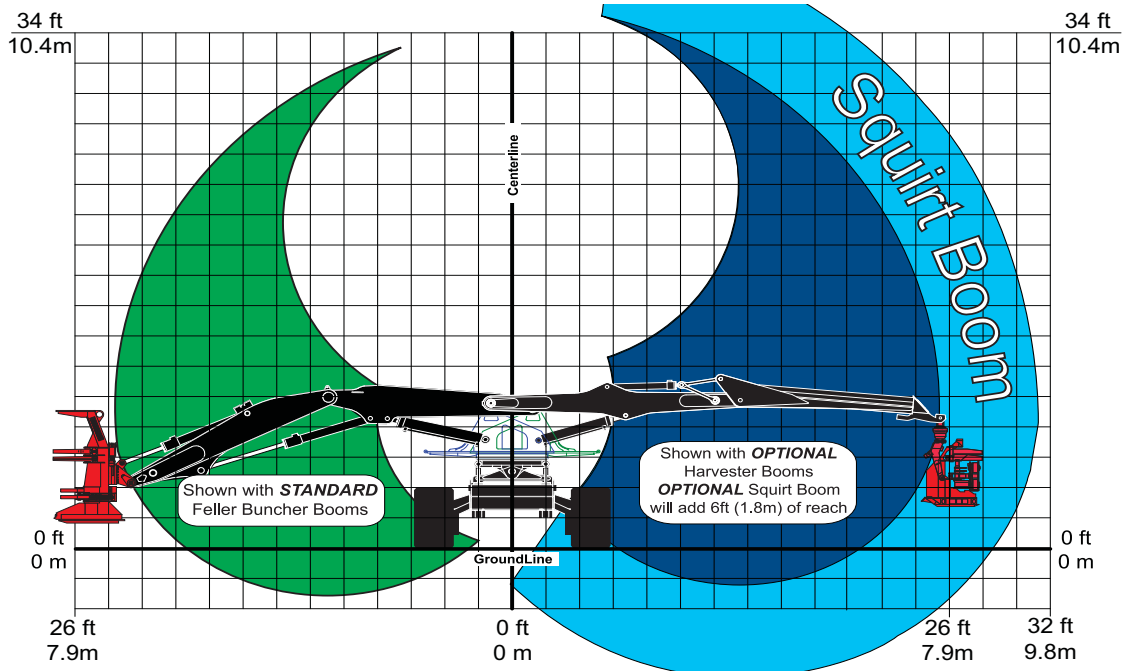 34 ft
10.4m
34 ft
10.4m
Squirt Boom
Centerline
Shown with STANDARD
Feller Buncher Booms
Shown with OPTIONAL
Harvester Booms
OPTIONAL Squirt Boom
will add 6ft (1.8m) of reach
0 ft
0 m
GroundLine
0 ft
0 m
26 ft
7.9m
0 ft
0 m
26 ft
7.9m
32 ft
9.8m